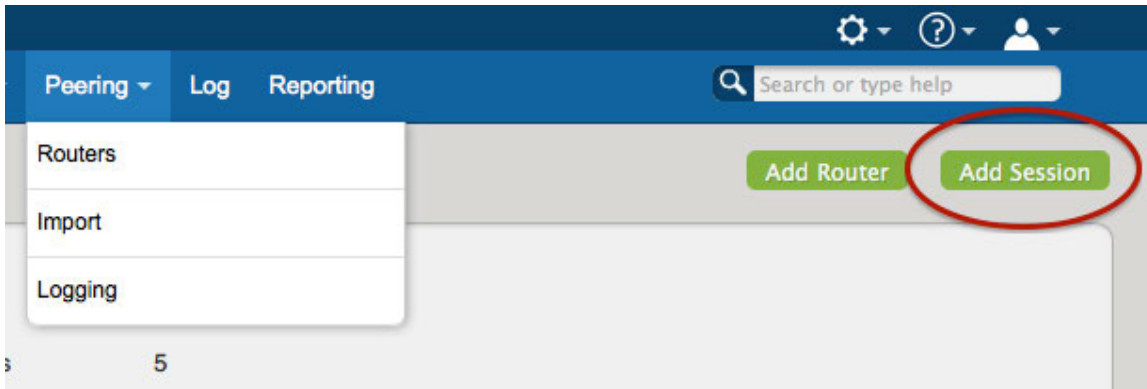 Peering Log Reporting Search or type help
Routers
Add Router Add Session
Import
Logging
s 5